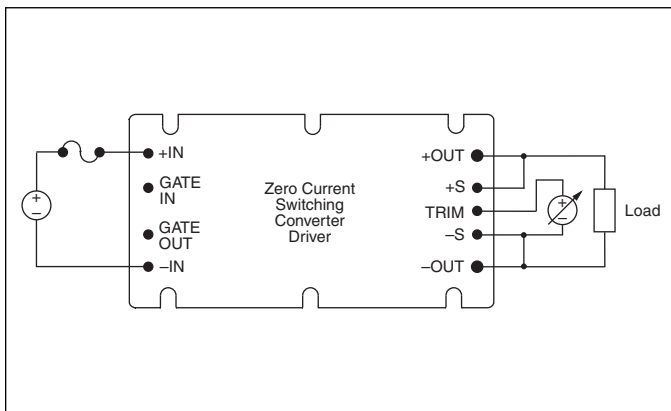 +IN
GATE
IN
GATE
OUT
–IN
Zero Current
Switching
Converter
Driver
+OUT
+S
TRIM
–S
–OUT
Load
+
–
+
–